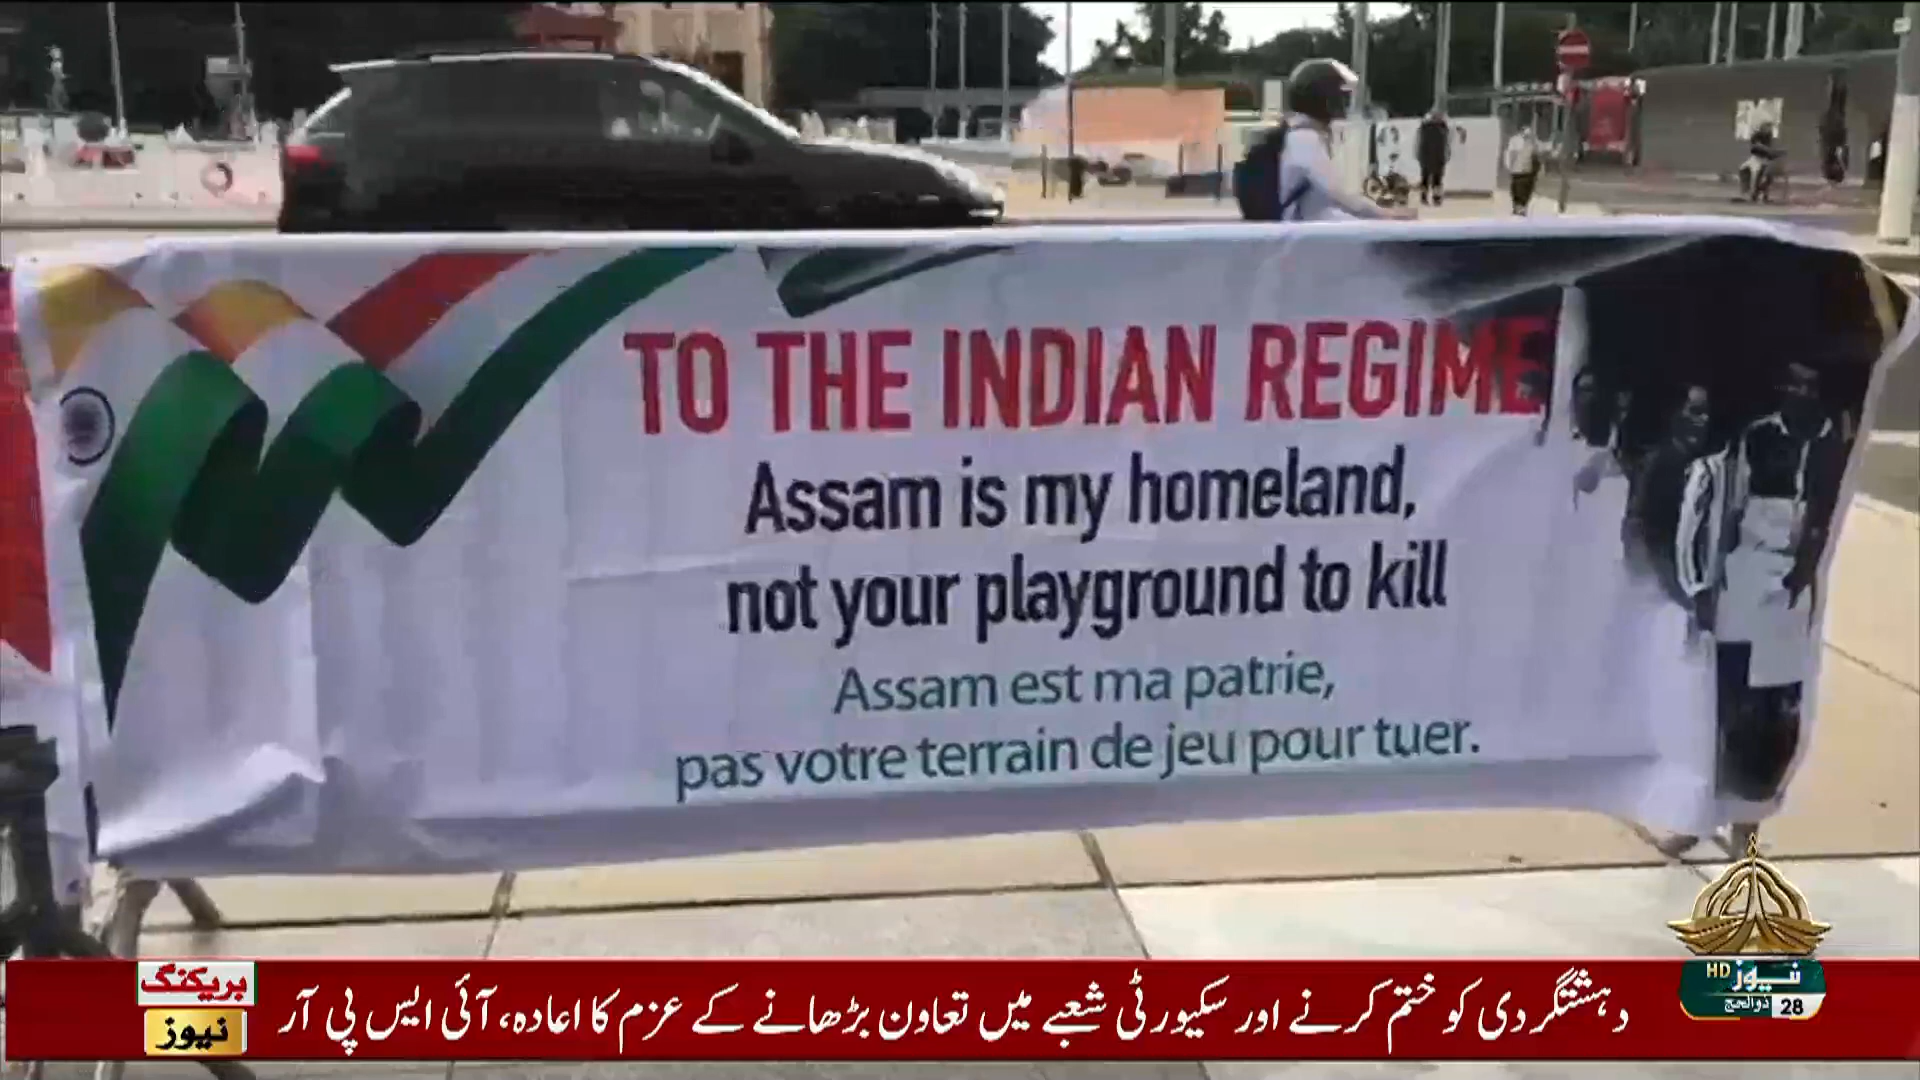 TO THE INDIAN REGIME
Assam is my homeland,
not your playground to kill
Assam est ma patrie,
pas votre terrain de jeu pour tuer.
نیوز HD
28 ذوالحج
بریکنگ
نیوز
دہشتگردی کو ختم کرنے اور سکیورٹی شعبے میں تعاون بڑھانے کے عزم کا اعادہ، آئی ایس پی آر